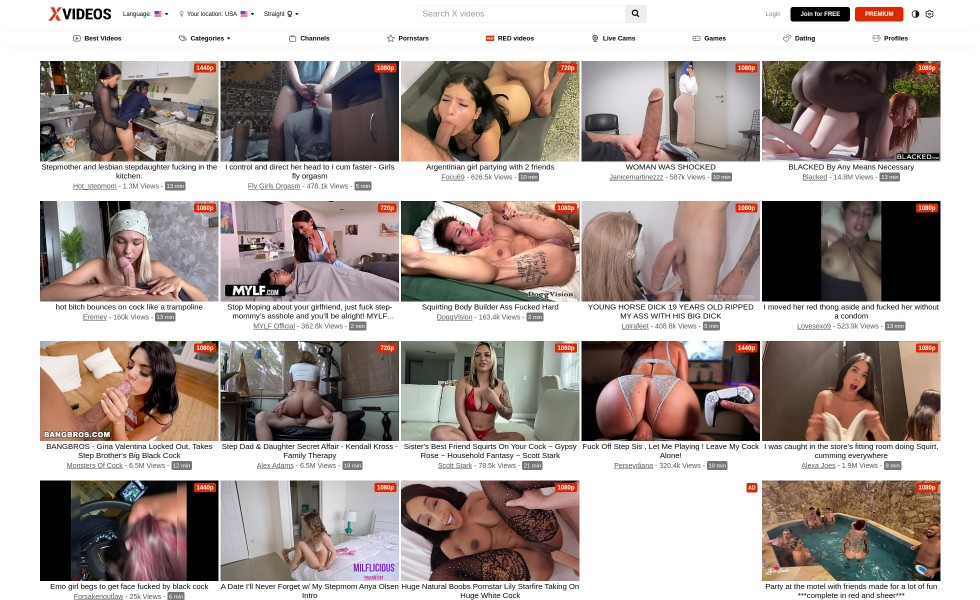 XVIDEOS
Language:
Your location: USA
Straight
Search X videos
Login
Join for FREE
PREMIUM
Best Videos
Categories
Channels
Pornstars
RED videos
Live Cams
Games
Dating
Profiles
1440p
1080p
720p
1080p
1080p
BLACKED
Stepmother and lesbian stepdaughter fucking in the
kitchen.
Hot_stepmom - 1.3M Views - 13 min
I control and direct her head to I cum faster - Girls
fly orgasm
Fly Girls Orgasm - 478.1k Views - 5 min
Argentinian girl partying with 2 friends
Focu69 - 626.5k Views - 10 min
WOMAN WAS SHOCKED
Janicemartinezzz - 587k Views - 10 min
BLACKED By Any Means Necessary
Blacked - 14.8M Views - 13 min
1080p
720p
1080p
1080p
1080p
MYLF.COM
DoggVision
hot bitch bounces on cock like a trampoline
Eremey - 160k Views - 13 min
Stop Moping about your girlfriend, just fuck step-
mommy's asshole and you'll be alright! MYLF...
MYLF Official - 362.8k Views - 2 min
Squirting Body Builder Ass Fucked Hard
DoggVision - 163.4k Views - 2 min
YOUNG HORSE DICK 19 YEARS OLD RIPPED
MY ASS WITH HIS BIG DICK
Loirafeet - 408.8k Views - 5 min
I moved her red thong aside and fucked her without
a condom
Lovesexo9 - 523.9k Views - 13 min
1080p
720p
1080p
1440p
1080p
BANGBROS.COM
BANGBROS - Gina Valentina Locked Out, Takes
Step Brother's Big Black Cock
Monsters Of Cock - 6.5M Views - 12 min
Step Dad & Daughter Secret Affair - Kendall Kross -
Family Therapy
Alex Adams - 6.5M Views - 18 min
Sister's Best Friend Squirts On Your Cock ~ Gypsy
Rose ~ Household Fantasy ~ Scott Stark
Scott Stark - 78.5k Views - 21 min
Fuck Off Step Sis , Let Me Playing ! Leave My Cock
Alone!
Perseydiana - 320.4k Views - 10 min
I was caught in the store's fitting room doing Squirt,
cumming everywhere
Alexa Joes - 1.9M Views - 8 min
1440p
1080p
1080p
AD
1080p
MILFLICIOUS
Emo girl begs to get face fucked by black cock
Forsakenoutlaw - 25k Views - 6 min
A Date I'll Never Forget w/ My Stepmom Anya Olsen
Intro
Huge Natural Boobs Pornstar Lily Starfire Taking On
Huge White Cock
Party at the motel with friends made for a lot of fun
***complete in red and sheer***